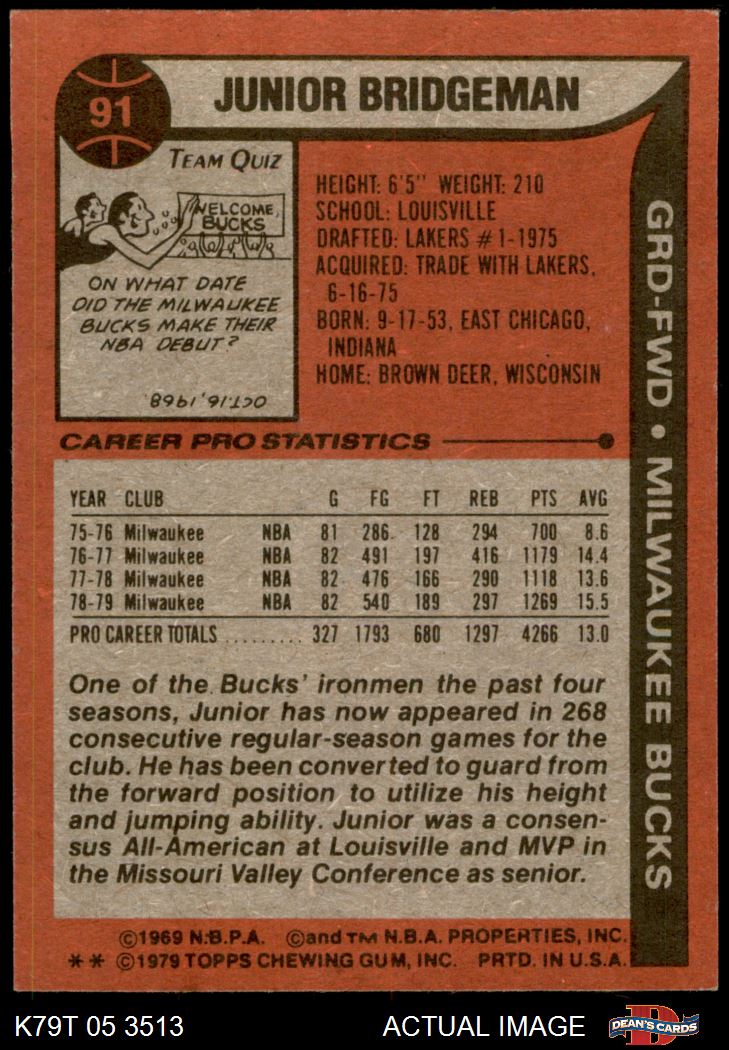 91
JUNIOR BRIDGEMAN
TEAM QUIZ
WELCOME,
BUCKS
ON WHAT DATE
DID THE MILWAUKEE
BUCKS MAKE THEIR
NBA DEBUT?
OCT.16, 1968.
HEIGHT: 6'5" WEIGHT: 210
SCHOOL: LOUISVILLE
DRAFTED: LAKERS #1-1975
ACQUIRED: TRADE WITH LAKERS,
6-16-75
BORN: 9-17-53, EAST CHICAGO,
INDIANA
HOME: BROWN DEER, WISCONSIN
GRD-FWD • MILWAUKEE BUCKS
CAREER PRO STATISTICS
YEAR CLUB G FG FT REB PTS AVG
75-76 Milwaukee NBA 81 286 128 294 700 8.6
76-77 Milwaukee NBA 82 491 197 416 1179 14.4
77-78 Milwaukee NBA 82 476 166 290 1118 13.6
78-79 Milwaukee NBA 82 540 189 297 1269 15.5
PRO CAREER TOTALS ......... 327 1793 680 1297 4266 13.0
One of the Bucks' ironmen the past four
seasons, Junior has now appeared in 268
consecutive regular-season games for the
club. He has been converted to guard from
the forward position to utilize his height
and jumping ability. Junior was a consen-
sus All-American at Louisville and MVP in
the Missouri Valley Conference as senior.
©1969 N.B.P.A. ©and TM N.B.A. PROPERTIES, INC.
** ©1979 TOPPS CHEWING GUM, INC. PRTD. IN U.S.A.
K79T 05 3513 ACTUAL IMAGE
DEAN'S CARDS